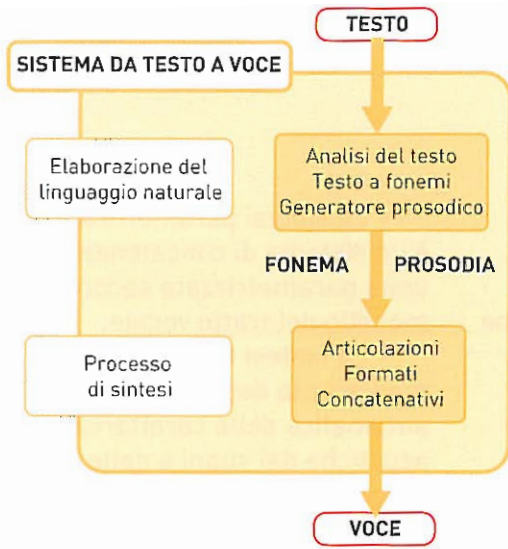 TESTO
SISTEMA DA TESTO A VOCE
Elaborazione del
linguaggio naturale
Analisi del testo
Testo a fonemi
Generatore prosodico
FONEMA PROSODIA
Processo
di sintesi
Articolazioni
Formati
Concatenativi
VOCE